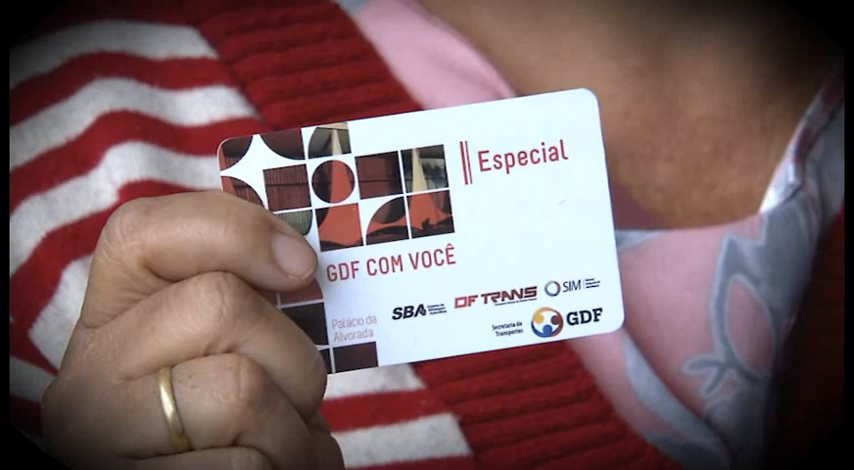 Especial
GDF COM VOCÊ
Palácio da
Alvorada
SBA
DFTRANS
SIM
Secretaria de
Transportes
GDF